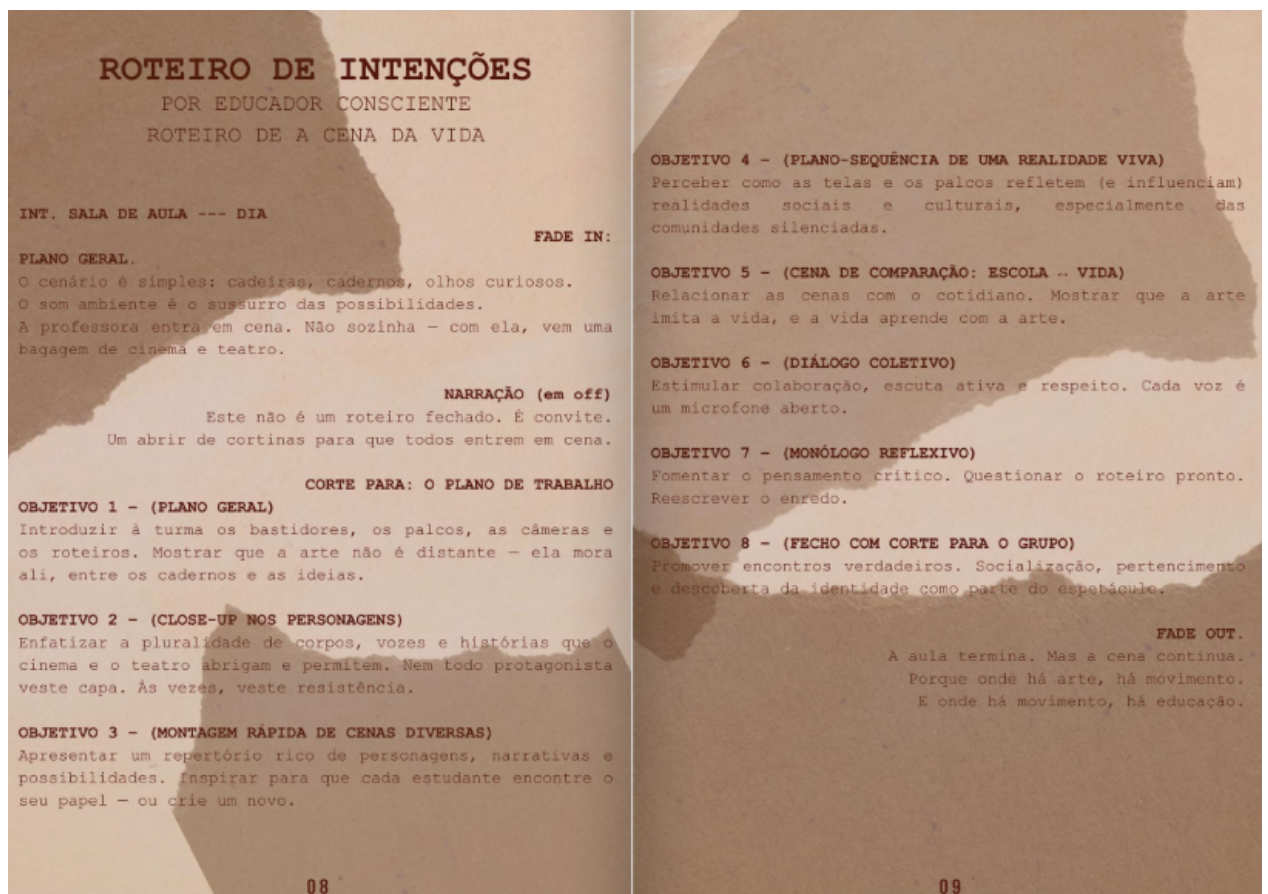 ROTEIRO DE INTENÇÕES
POR EDUCADOR CONSCIENTE
ROTEIRO DE A CENA DA VIDA
INT. SALA DE AULA --- DIA
FADE IN:
PLANO GERAL.
O cenário é simples: cadeiras, cadernos, olhos curiosos.
O som ambiente é o sussurro das possibilidades.
A professora entra em cena. Não sozinha — com ela, vem uma
bagagem de cinema e teatro.
NARRAÇÃO (em off)
Este não é um roteiro fechado. É convite.
Um abrir de cortinas para que todos entrem em cena.
CORTE PARA: O PLANO DE TRABALHO
OBJETIVO 1 – (PLANO GERAL)
Introduzir à turma os bastidores, os palcos, as câmeras e
os roteiros. Mostrar que a arte não é distante — ela mora
ali, entre os cadernos e as ideias.
OBJETIVO 2 – (CLOSE-UP NOS PERSONAGENS)
Enfatizar a pluralidade de corpos, vozes e histórias que o
cinema e o teatro abrigam e permitem. Nem todo protagonista
veste capa. Às vezes, veste resistência.
OBJETIVO 3 – (MONTAGEM RÁPIDA DE CENAS DIVERSAS)
Apresentar um repertório rico de personagens, narrativas e
possibilidades. Inspirar para que cada estudante encontre o
seu papel — ou crie um novo.
08
OBJETIVO 4 – (PLANO-SEQUÊNCIA DE UMA REALIDADE VIVA)
Perceber como as telas e os palcos refletem (e influenciam)
realidades sociais e culturais, especialmente das
comunidades silenciadas.
OBJETIVO 5 – (CENA DE COMPARAÇÃO: ESCOLA ↔ VIDA)
Relacionar as cenas com o cotidiano. Mostrar que a arte
imita a vida, e a vida aprende com a arte.
OBJETIVO 6 – (DIÁLOGO COLETIVO)
Estimular colaboração, escuta ativa e respeito. Cada voz é
um microfone aberto.
OBJETIVO 7 – (MONÓLOGO REFLEXIVO)
Fomentar o pensamento crítico. Questionar o roteiro pronto.
Reescrever o enredo.
OBJETIVO 8 – (FECHO COM CORTE PARA O GRUPO)
Promover encontros verdadeiros. Socialização, pertencimento
e descoberta da identidade como parte do espetáculo.
FADE OUT.
A aula termina. Mas a cena continua.
Porque onde há arte, há movimento.
E onde há movimento, há educação.
09